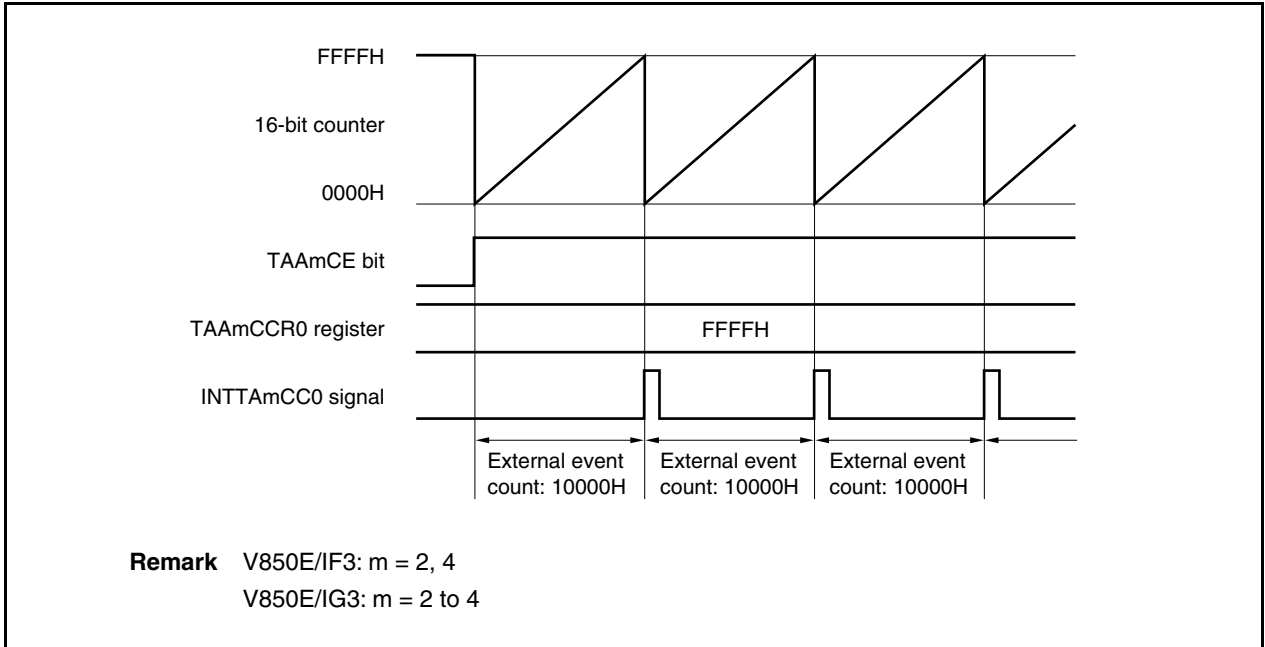 FFFFH
16-bit counter
0000H
TAAmCE bit
TAAmCCR0 register
FFFFH
INTTAmCC0 signal
External event
count: 10000H
External event
count: 10000H
External event
count: 10000H
Remark V850E/IF3: m = 2, 4
V850E/IG3: m = 2 to 4